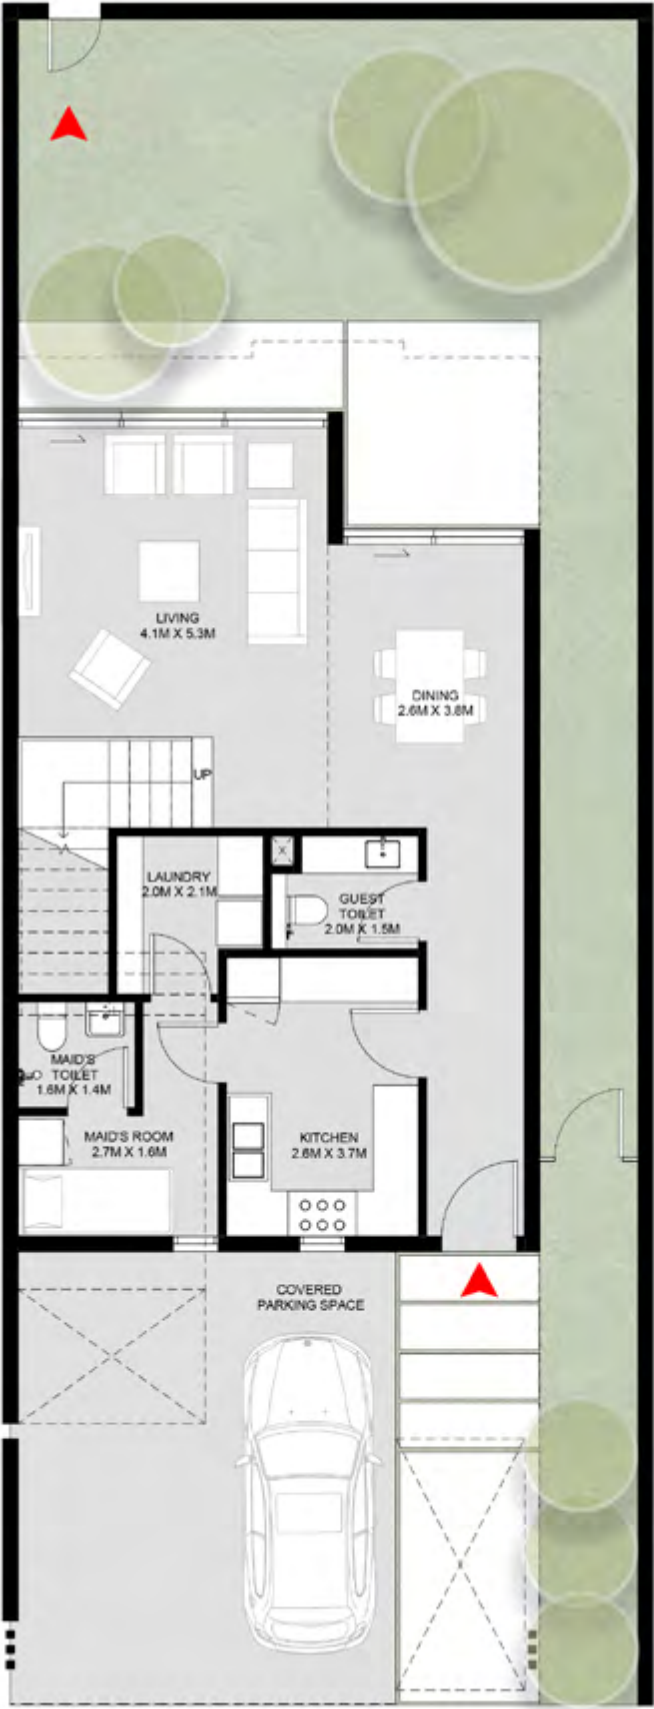 LIVING
4.1M X 5.3M
DINING
2.6M X 3.8M
UP
LAUNDRY
2.0M X 2.1M
X
GUEST
TOILET
2.0M X 1.5M
MAID'S
TOILET
1.6M X 1.4M
MAID'S ROOM
2.7M X 1.6M
KITCHEN
2.6M X 3.7M
COVERED
PARKING SPACE